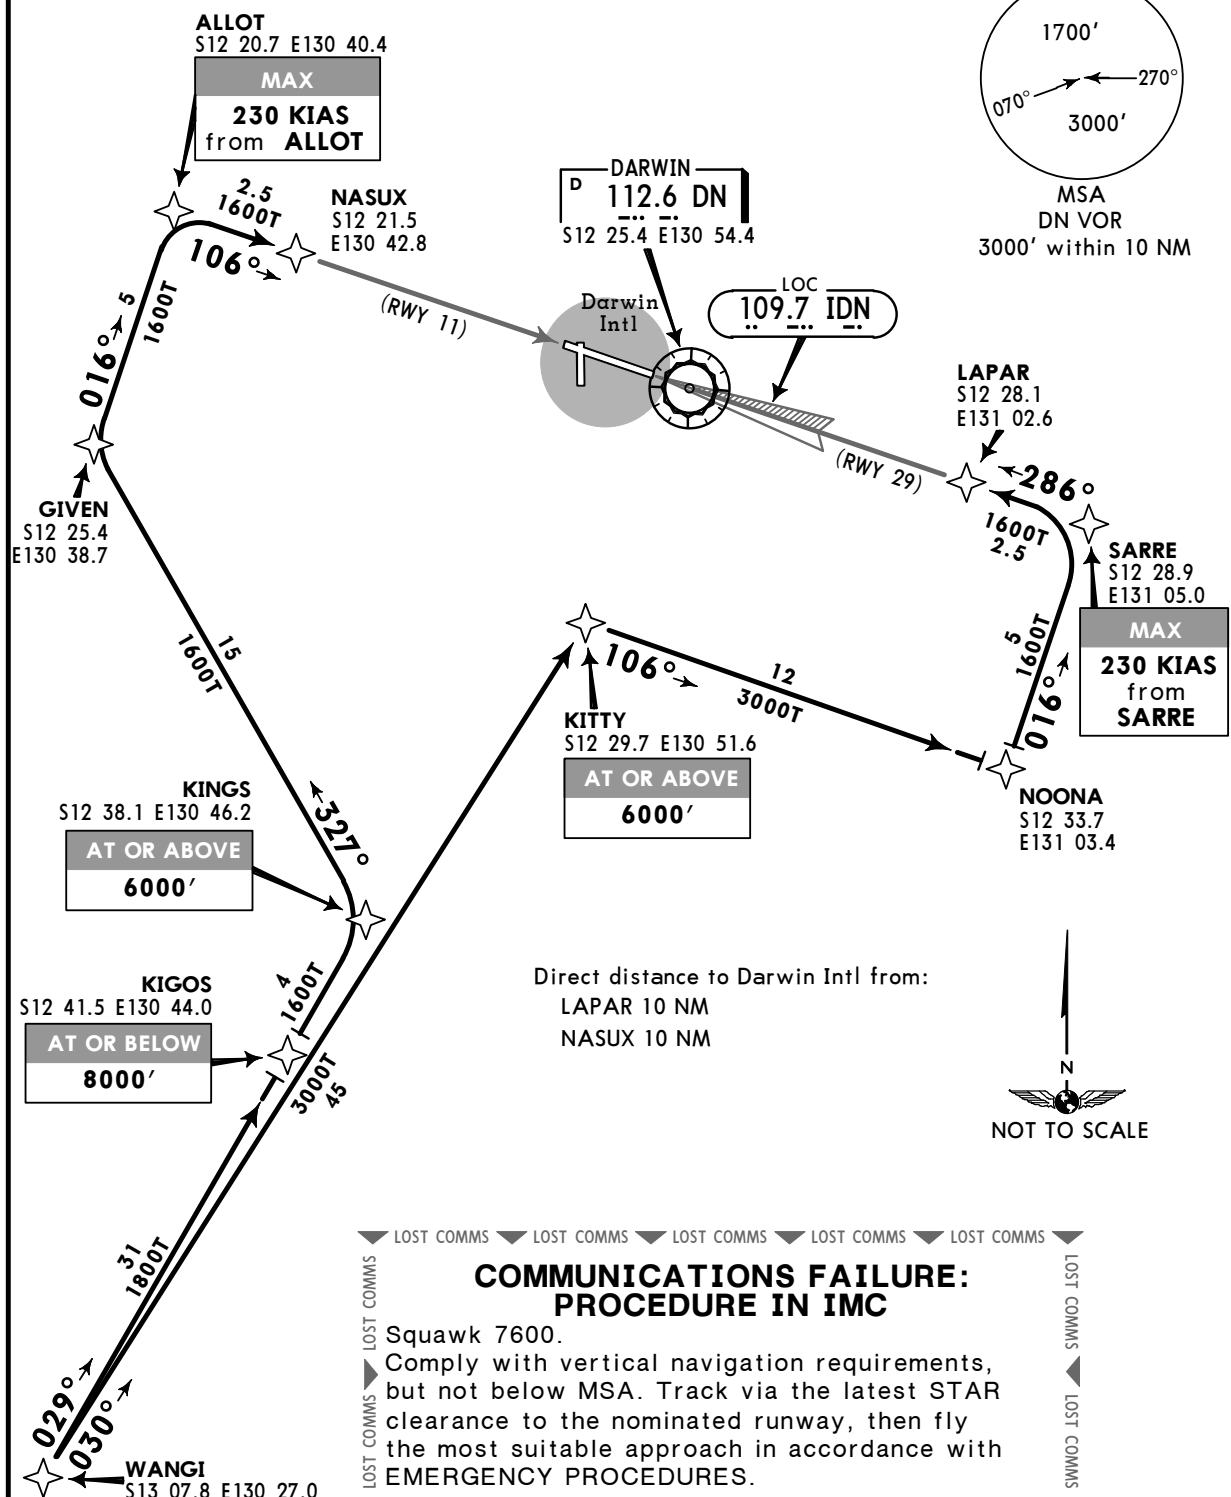 ALLOT
S12 20.7 E130 40.4
MAX
230 KIAS
from ALLOT
1700'
270°
070°
3000'
MSA
DN VOR
3000' within 10 NM
2.5
1600T
106°
NASUX
S12 21.5
E130 42.8
DARWIN
D 112.6 DN
S12 25.4 E130 54.4
LOC
109.7 IDN
Darwin
Intl
(RWY 11)
5
1600T
016°
LAPAR
S12 28.1
E131 02.6
(RWY 29)
286°
1600T
2.5
GIVEN
S12 25.4
E130 38.7
SARRE
S12 28.9
E131 05.0
MAX
230 KIAS
from
SARRE
5
1600T
016°
15
1600T
106°
12
3000T
KITTY
S12 29.7 E130 51.6
AT OR ABOVE
6000'
NOONA
S12 33.7
E131 03.4
KINGS
S12 38.1 E130 46.2
AT OR ABOVE
6000'
327°
KIGOS
S12 41.5 E130 44.0
AT OR BELOW
8000'
4
1600T
3000T
45
Direct distance to Darwin Intl from:
LAPAR 10 NM
NASUX 10 NM
N
NOT TO SCALE
31
1800T
029°
030°
WANGI
S13 07.8 E130 27.0
LOST COMMS LOST COMMS LOST COMMS LOST COMMS LOST COMMS
LOST COMMS LOST COMMS
LOST COMMS LOST COMMS
COMMUNICATIONS FAILURE:
PROCEDURE IN IMC
Squawk 7600.
Comply with vertical navigation requirements,
but not below MSA. Track via the latest STAR
clearance to the nominated runway, then fly
the most suitable approach in accordance with
EMERGENCY PROCEDURES.